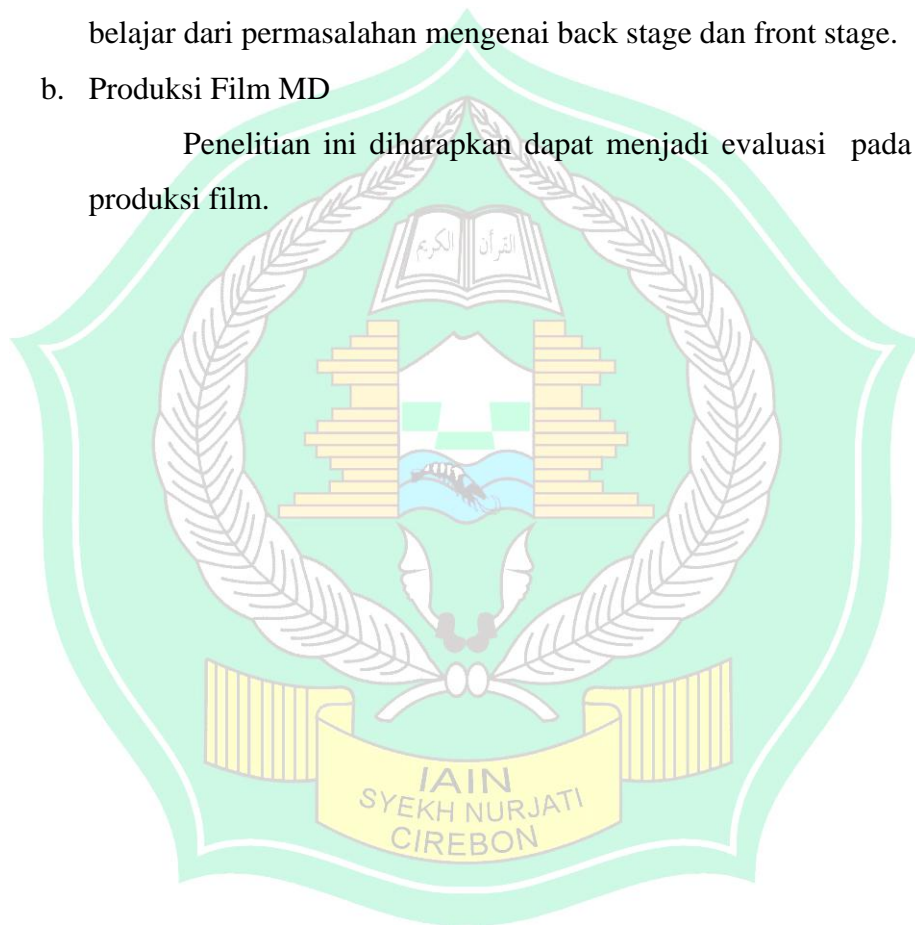 belajar dari permasalahan mengenai back stage dan front stage.
b. Produksi Film MD
Penelitian ini diharapkan dapat menjadi evaluasi pada
produksi film.
القرآن
الكريم
IAIN
SYEKH NURJATI
CIREBON